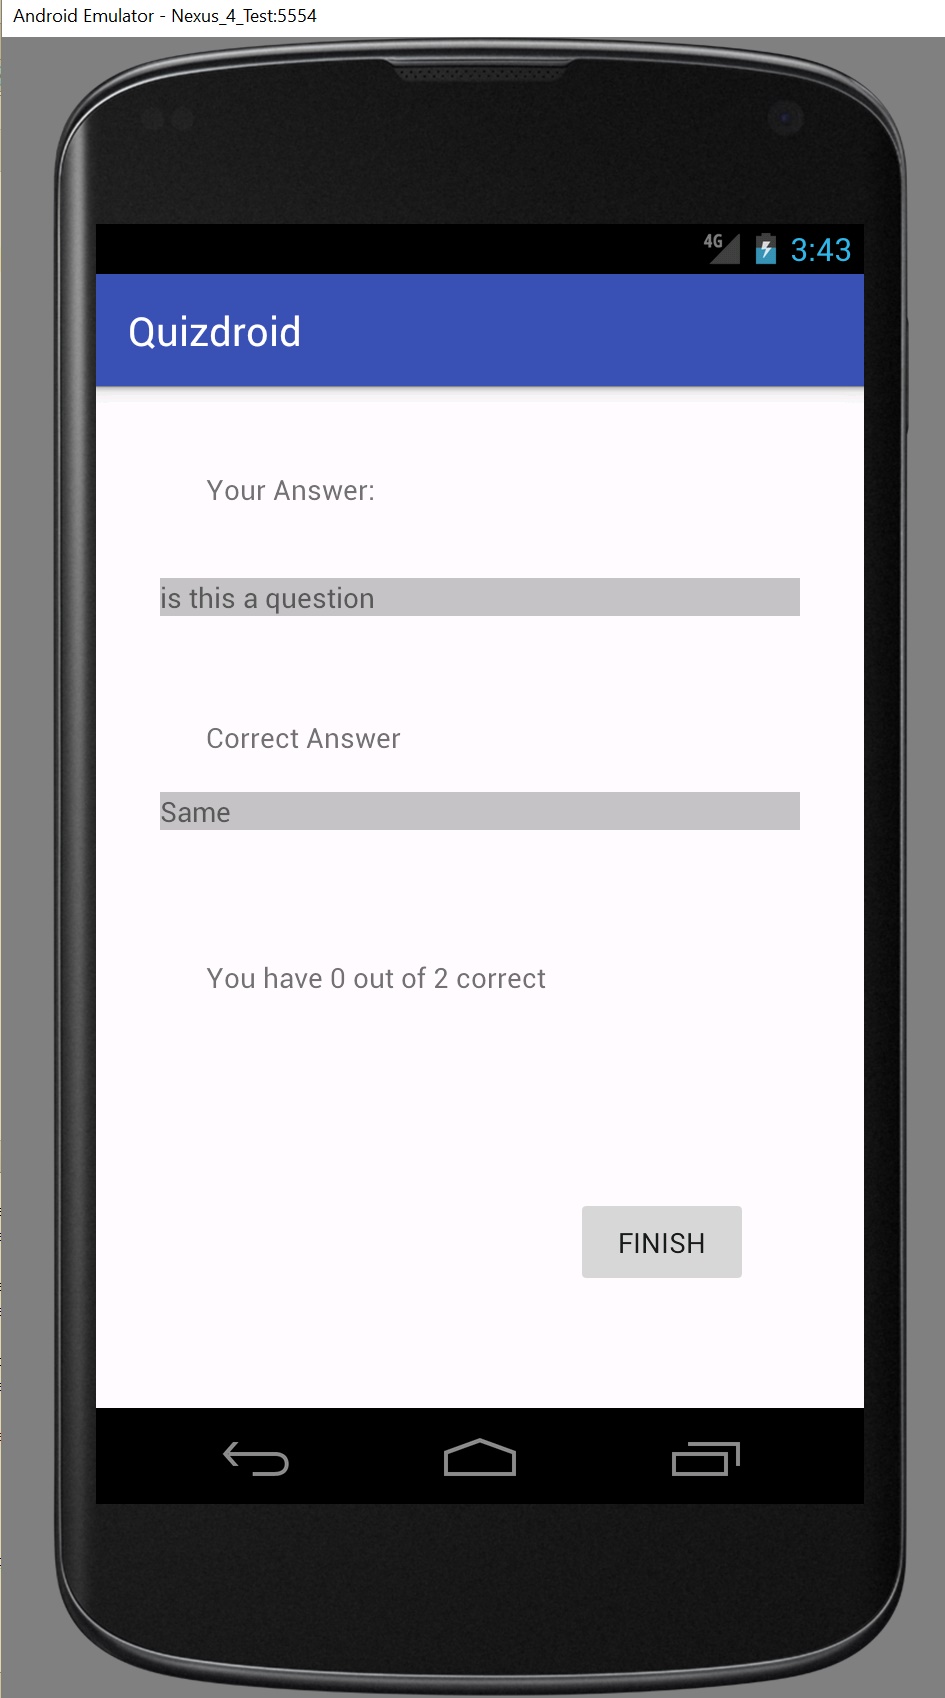 Android Emulator - Nexus_4_Test:5554
4G 3:43
Quizdroid
Your Answer:
is this a question
Correct Answer
Same
You have 0 out of 2 correct
FINISH